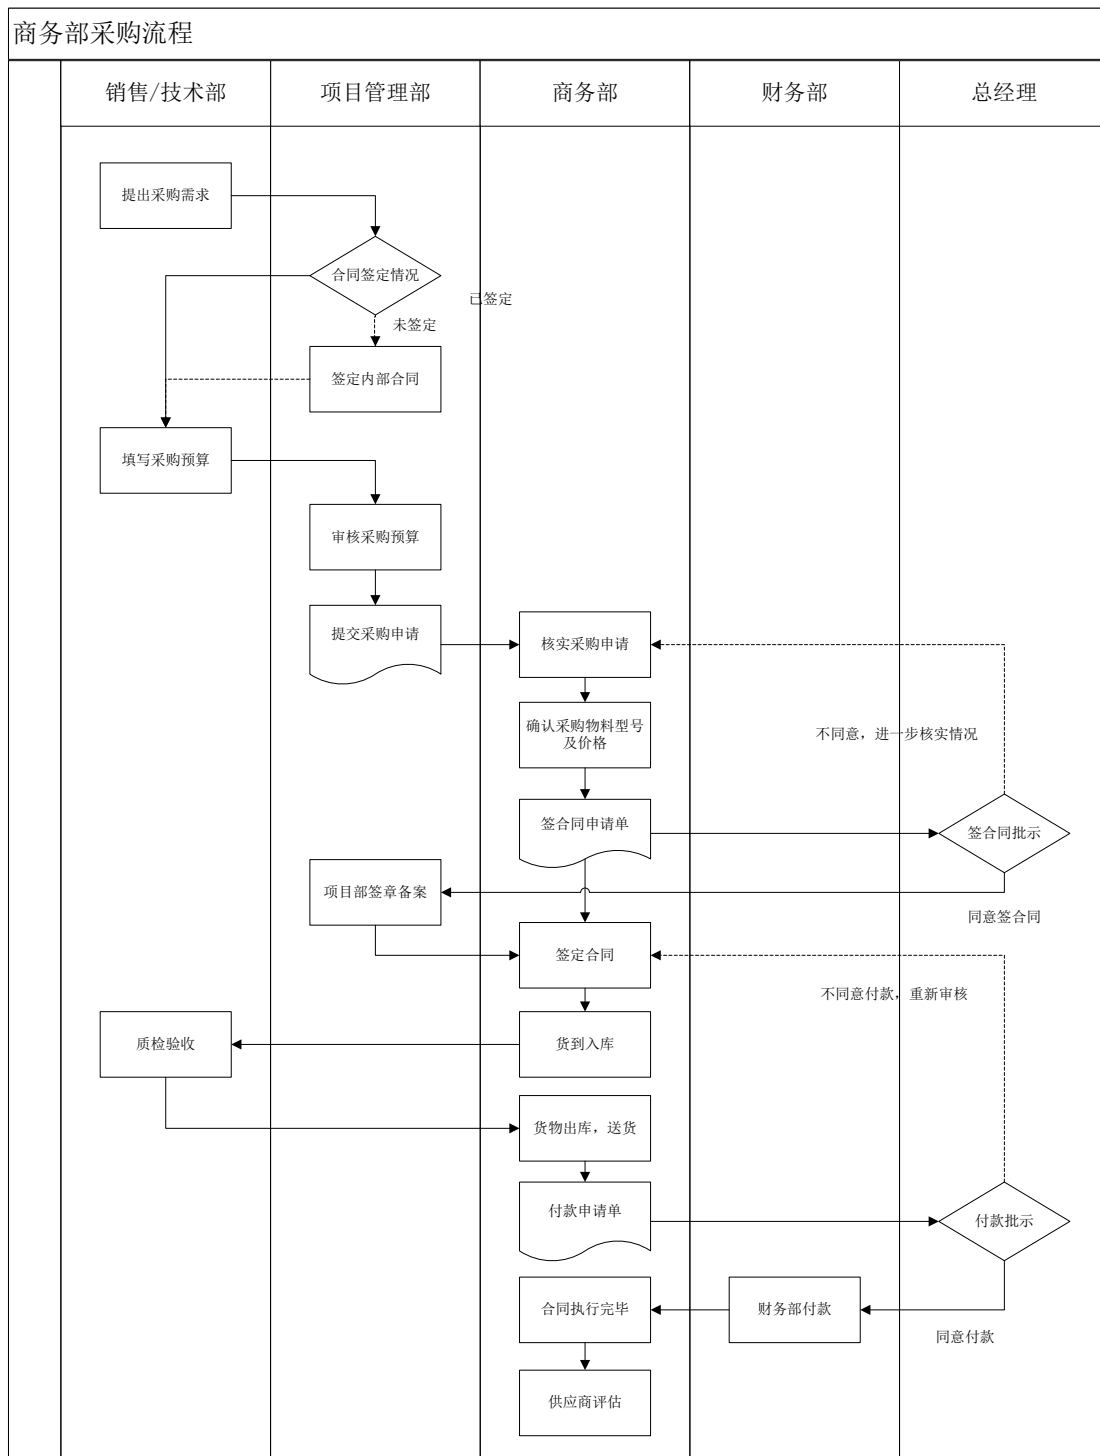 商务部采购流程
销售/技术部
项目管理部
商务部
财务部
总经理
提出采购需求
合同签定情况
已签定
未签定
签定内部合同
填写采购预算
审核采购预算
提交采购申请
核实采购申请
确认采购物料型号
及价格
不同意，进一步核实情况
签合同申请单
签合同批示
项目部签章备案
同意签合同
签定合同
不同意付款，重新审核
质检验收
货到入库
货物出库，送货
付款申请单
付款批示
合同执行完毕
财务部付款
同意付款
供应商评估